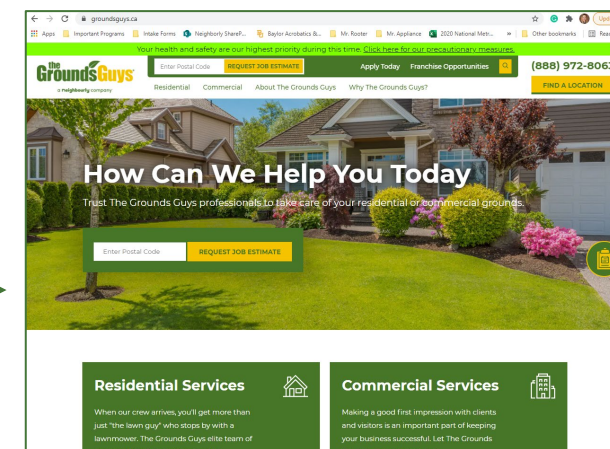 groundsguys.ca
Upd
Apps Important Programs Intake Forms Neighborly ShareP... Baylor Acrobatics &... Mr. Rooter Mr. Appliance 2020 National Metr... » Other bookmarks Read
Your health and safety are our highest priority during this time. Click here for our precautionary measures.
the GroundsGuys
a neighbourly company
Enter Postal Code REQUEST JOB ESTIMATE Apply Today Franchise Opportunities
(888) 972-8063
Residential Commercial About The Grounds Guys Why The Grounds Guys?
FIND A LOCATION
How Can We Help You Today
Trust The Grounds Guys professionals to take care of your residential or commercial grounds.
Enter Postal Code REQUEST JOB ESTIMATE
Residential Services
When our crew arrives, you'll get more than
just "the lawn guy" who stops by with a
lawnmower. The Grounds Guys elite team of
Commercial Services
Making a good first impression with clients
and visitors is an important part of keeping
your business successful. Let The Grounds